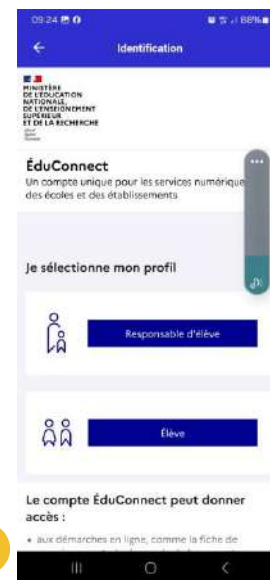 09:24 88%
Identification
MINISTÈRE
DE L'ÉDUCATION
NATIONALE,
DE L'ENSEIGNEMENT
SUPÉRIEUR
ET DE LA RECHERCHE
ÉduConnect
Un compte unique pour les services numérique
des écoles et des établissements
Je sélectionne mon profil
Responsable d'élève
Élève
Le compte ÉduConnect peut donner
accès :
• aux démarches en ligne, comme la fiche de